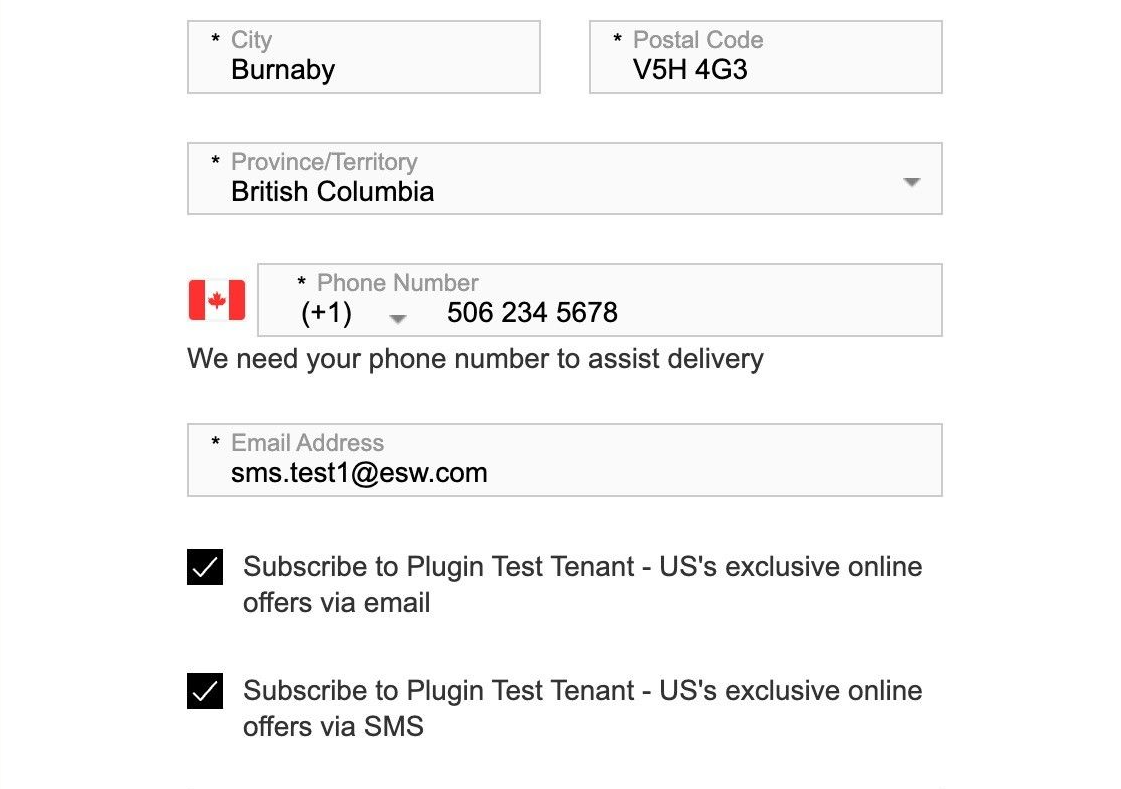 * City
Burnaby
* Postal Code
V5H 4G3
* Province/Territory
British Columbia
* Phone Number
(+1) 506 234 5678
We need your phone number to assist delivery
* Email Address
sms.test1@esw.com
Subscribe to Plugin Test Tenant - US's exclusive online
offers via email
Subscribe to Plugin Test Tenant - US's exclusive online
offers via SMS